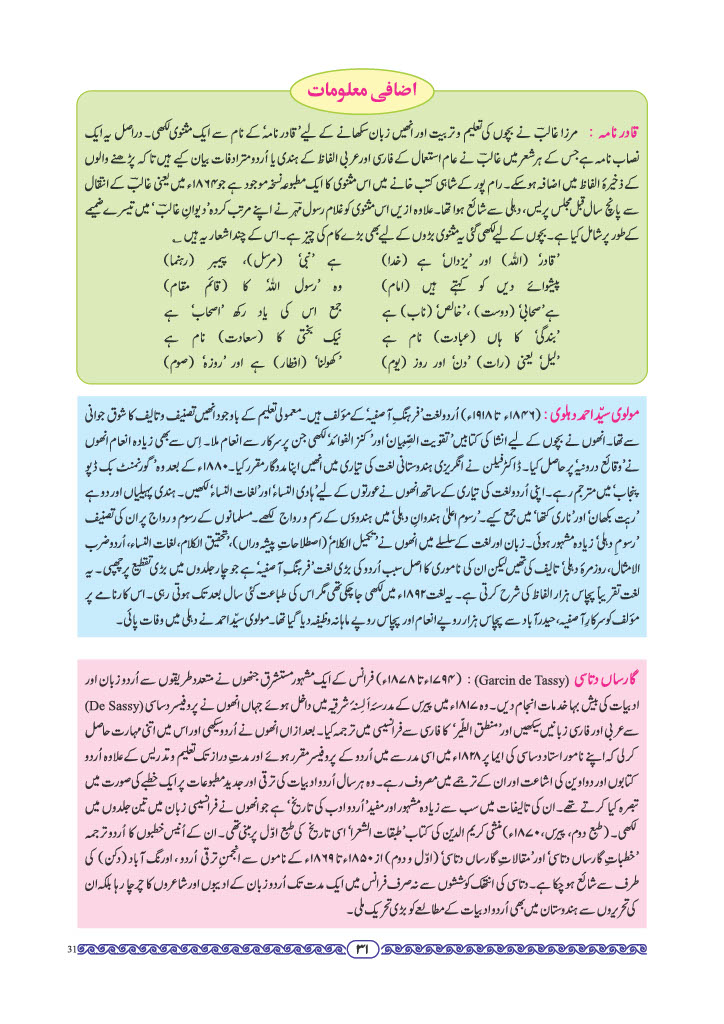 اضافی معلومات
قادر نامہ : مرزا غالبؔ نے بچوں کی تعلیم و تربیت اور انھیں زبان سکھانے کے لیے ’قادر نامہ‘ کے نام سے ایک مثنوی لکھی۔ دراصل یہ ایک
نصاب نامہ ہے جس کے ہر شعر میں غالبؔ نے عام استعمال کے فارسی اور عربی الفاظ کے ہندی یا اُردو مترادفات بیان کیے ہیں تاکہ پڑھنے والوں
کے ذخیرۂ الفاظ میں اضافہ ہوسکے۔ رام پور کے شاہی کتب خانے میں اس مثنوی کا ایک مطبوعہ نسخہ موجود ہے جو ۱۸۶۴ء میں یعنی غالبؔ کے انتقال
سے پانچ سال قبل مجلس پریس، دہلی سے شائع ہوا تھا۔ علاوہ ازیں اس مثنوی کو غلام رسول مہرؔ نے اپنے مرتب کردہ ’دیوانِ غالبؔ‘ میں تیسرے ضمیمے
کے طور پر شامل کیا ہے۔ بچوں کے لیے لکھی گئی یہ مثنوی بڑوں کے لیے بھی بڑے کام کی چیز ہے۔ اس کے چند اشعار یہ ہیں ؎
’قادر‘ (اللہ) اور ’یزداں‘ ہے (خدا) ہے ’نبی‘ (مرسل)، پیمبر (رہنما)
پیشوائے دیں کو کہتے ہیں (امام) وہ ’رسول اللہ‘ کا (قائم مقام)
ہے ’صحابی‘ (دوست) ، ’خالص‘ (ناب) ہے جمع اس کی یاد رکھ ’اصحاب‘ ہے
’بندگی‘ کا ہاں (عبادت) نام ہے نیک بختی کا (سعادت) نام ہے
’لیل‘ یعنی (رات) ’دن‘ اور روز (یوم) ’کھولنا‘ (افطار) ہے اور ’روزہ‘ (صوم)
مولوی سیّد احمد دہلوی : (۱۸۴۶ء تا ۱۹۱۸ء) اُردو لغت ’فرہنگِ آصفیہ‘ کے مؤلف ہیں۔ معمولی تعلیم کے باوجود انھیں تصنیف و تالیف کا شوق جوانی
سے تھا۔ انھوں نے بچوں کے لیے انشا کی کتابیں ’تقویت الصّبیان‘ اور ’کنز الفوائد‘ لکھی جن پر سرکار سے انعام ملا۔ اِس سے بھی زیادہ انعام انھوں
نے ’وقائع درونیہ‘ پر حاصل کیا۔ ڈاکٹر فیلن نے انگریزی ہندوستانی لغت کی تیاری میں انھیں اپنا مددگار مقرر کیا۔ ۱۸۸۰ء کے بعد وہ ’گورنمنٹ بک ڈپو
پنجاب‘ میں مترجم رہے۔ اپنی اُردو لغت کی تیاری کے ساتھ انھوں نے عورتوں کے لیے ’ہادی النساء‘ اور ’لغات النساء‘ لکھیں۔ ہندی پہیلیاں اور دوہے
’ریت بکھان‘ اور ’ناری کتھا‘ میں جمع کیے۔ ’رسوم اعلیٰ ہندوانِ دہلی‘ میں ہندوؤں کے رسم و رواج لکھے۔ مسلمانوں کے رسوم و رواج پر ان کی تصنیف
’رسومِ دہلی‘ زیادہ مشہور ہوئی۔ زبان اور لغت کے سلسلے میں انھوں نے ’تکمیل الکلام‘ (اصطلاحاتِ پیشہ وراں)، ’تحقیق الکلام، لغات النساء، اُردو ضرب
الامثال، روزمرۂ دہلی‘ تالیف کی تھیں لیکن ان کی ناموری کا اصل سبب اُردو کی بڑی لغت ’فرہنگِ آصفیہ‘ ہے جو چار جلدوں میں بڑی تقطیع پر چھپی۔ یہ
لغت تقریباً پچاس ہزار الفاظ کی شرح کرتی ہے۔ یہ لغت ۱۸۹۲ء میں لکھی جاچکی تھی مگر اس کی طباعت کئی سال بعد تک ہوتی رہی۔ اس کارنامے پر
مؤلف کو سرکارِ آصفیہ، حیدرآباد سے پچاس ہزار روپے انعام اور پچاس روپے ماہانہ وظیفہ دیا گیا تھا۔ مولوی سیّد احمد نے دہلی میں وفات پائی۔
گارساں دتاسی (Garcin de Tassy) : (۱۷۹۴ء تا ۱۸۷۸ء) فرانس کے ایک مشہور مستشرق جنھوں نے متعدد طریقوں سے اُردو زبان اور
ادبیات کی بیش بہا خدمات انجام دیں۔ وہ ۱۸۱۷ء میں پیرس کے مدرسۂ اَلسنۂ شرقیہ میں داخل ہوئے جہاں انھوں نے پروفیسر دساسی (De Sassy)
سے عربی اور فارسی زبانیں سیکھیں اور ’منطق الطّیر‘ کا فارسی سے فرانسیسی میں ترجمہ کیا۔ بعد ازاں انھوں نے اُردو سیکھی اور اس میں اتنی مہارت حاصل
کرلی کہ اپنے نامور استاد دساسی کی ایما پر ۱۸۲۸ء میں اسی مدرسے میں اُردو کے پروفیسر مقرر ہوئے اور مدتِ دراز تک تعلیم و تدریس کے علاوہ اُردو
کتابوں اور دواوین کی اشاعت اور ان کے ترجمے میں مصروف رہے۔ وہ ہر سال اُردو ادبیات کی ترقی اور جدید مطبوعات پر ایک خطبے کی صورت میں
تبصرہ کیا کرتے تھے۔ ان کی تالیفات میں سب سے زیادہ مشہور اور مفید ’اُردو ادب کی تاریخ‘ ہے جو انھوں نے فرانسیسی زبان میں تین جلدوں میں
لکھی۔ (طبع دوم، پیرس، ۱۸۷۰ء) منشی کریم الدین کی کتاب ’طبقات الشعرا‘ اسی تاریخ کی طبع اوّل پر مبنی تھی۔ ان کے اُنیس خطبوں کا اُردو ترجمہ
’خطباتِ گارساں دتاسی‘ اور ’مقالاتِ گارساں دتاسی‘ (اوّل و دوم) از ۱۸۵۰ء تا ۱۸۶۹ء کے ناموں سے انجمنِ ترقی اُردو، اورنگ آباد (دکن) کی
طرف سے شائع ہوچکا ہے۔ دتاسی کی انتھک کوششوں سے نہ صرف فرانس میں ایک مدت تک اُردو زبان کے ادیبوں اور شاعروں کا چرچا رہا بلکہ ان
کی تحریروں سے ہندوستان میں بھی اُردو ادبیات کے مطالعے کو بڑی تحریک ملی۔
۳۱
31